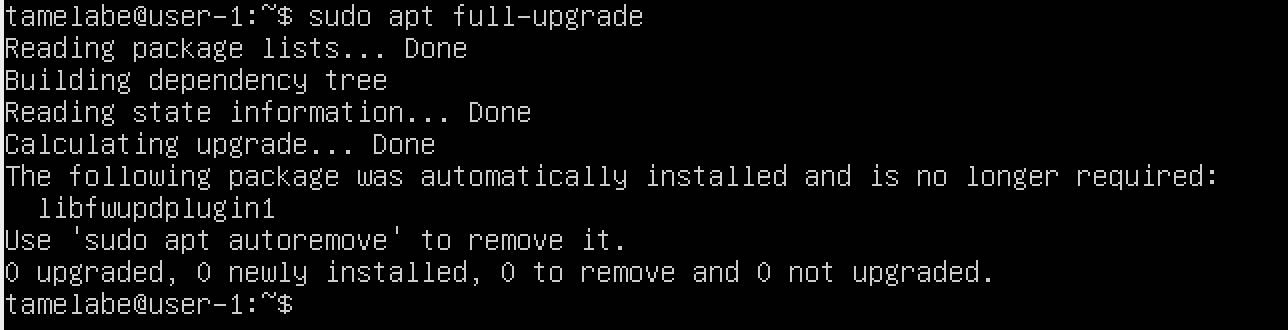 tamelabe@user-1:~$ sudo apt full-upgrade
Reading package lists... Done
Building dependency tree
Reading state information... Done
Calculating upgrade... Done
The following package was automatically installed and is no longer required:
  libfwupdplugin1
Use 'sudo apt autoremove' to remove it.
0 upgraded, 0 newly installed, 0 to remove and 0 not upgraded.
tamelabe@user-1:~$